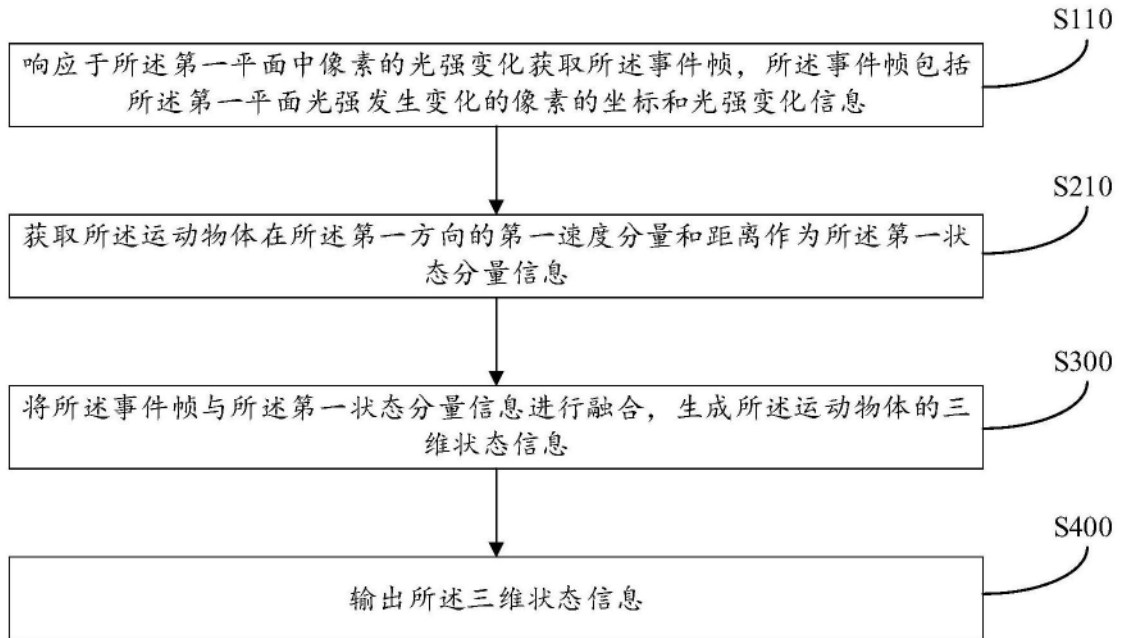 S110
响应于所述第一平面中像素的光强变化获取所述事件帧，所述事件帧包括
所述第一平面光强发生变化的像素的坐标和光强变化信息
S210
获取所述运动物体在所述第一方向的第一速度分量和距离作为所述第一状
态分量信息
S300
将所述事件帧与所述第一状态分量信息进行融合，生成所述运动物体的三
维状态信息
S400
输出所述三维状态信息